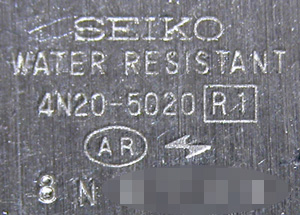 SEIKO
WATER RESISTANT
4N20-5020 R1
AR
8 N